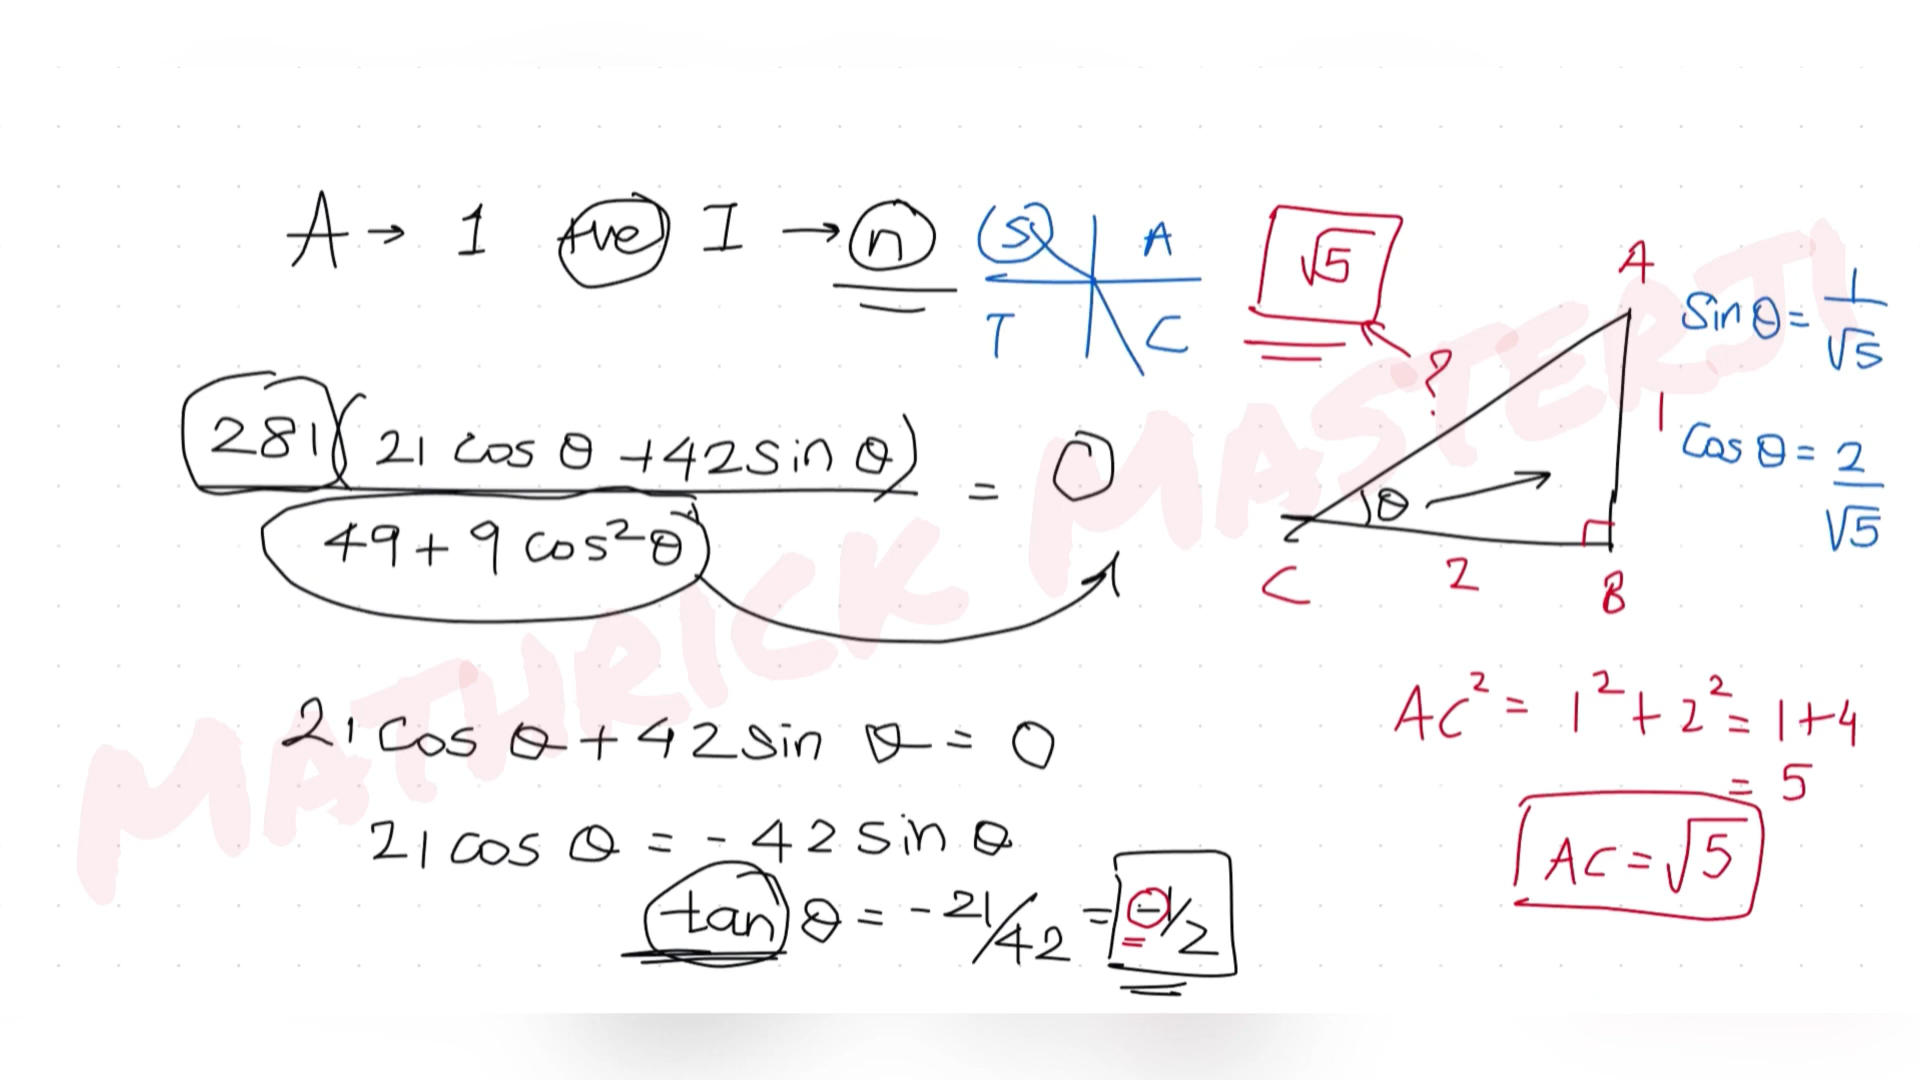 A → 1 +ve I → n
S A
T C
√5
?
A
sin θ = 1/√5
1
281(21 cos θ + 42 sin θ) / 49 + 9 cos²θ = 0
cos θ = 2/√5
θ
C 2 B
21 cos θ + 42 sin θ = 0
AC² = 1² + 2² = 1+4
= 5
21 cos θ = - 42 sin θ
AC = √5
tan θ = - 21/42 = -1/2
MATHRICK MASTERJI